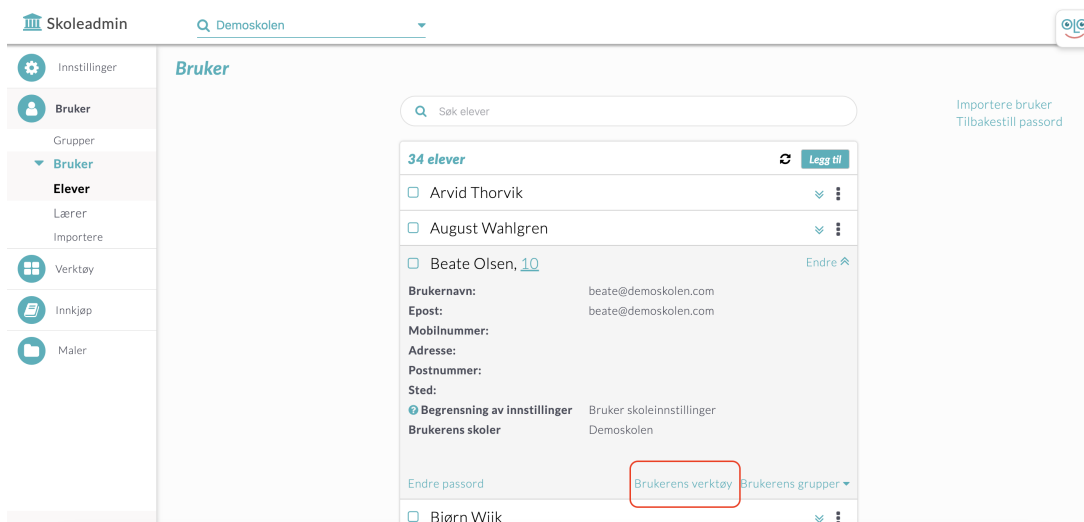 Skoleadmin
Demoskolen
Innstillinger
Bruker
Grupper
Bruker
Elever
Lærer
Importere
Verktøy
Innkjøp
Maler
Bruker
Søk elever
Importere bruker
Tilbakestill passord
34 elever Legg til
Arvid Thorvik
August Wahlgren
Beate Olsen, 10 Endre
Brukernavn: beate@demoskolen.com
Epost: beate@demoskolen.com
Mobilnummer:
Adresse:
Postnummer:
Sted:
? Begrensning av innstillinger Bruker skoleinnstillinger
Brukerens skoler Demoskolen
Endre passord Brukerens verktøy Brukerens grupper
Bjørn Wiik